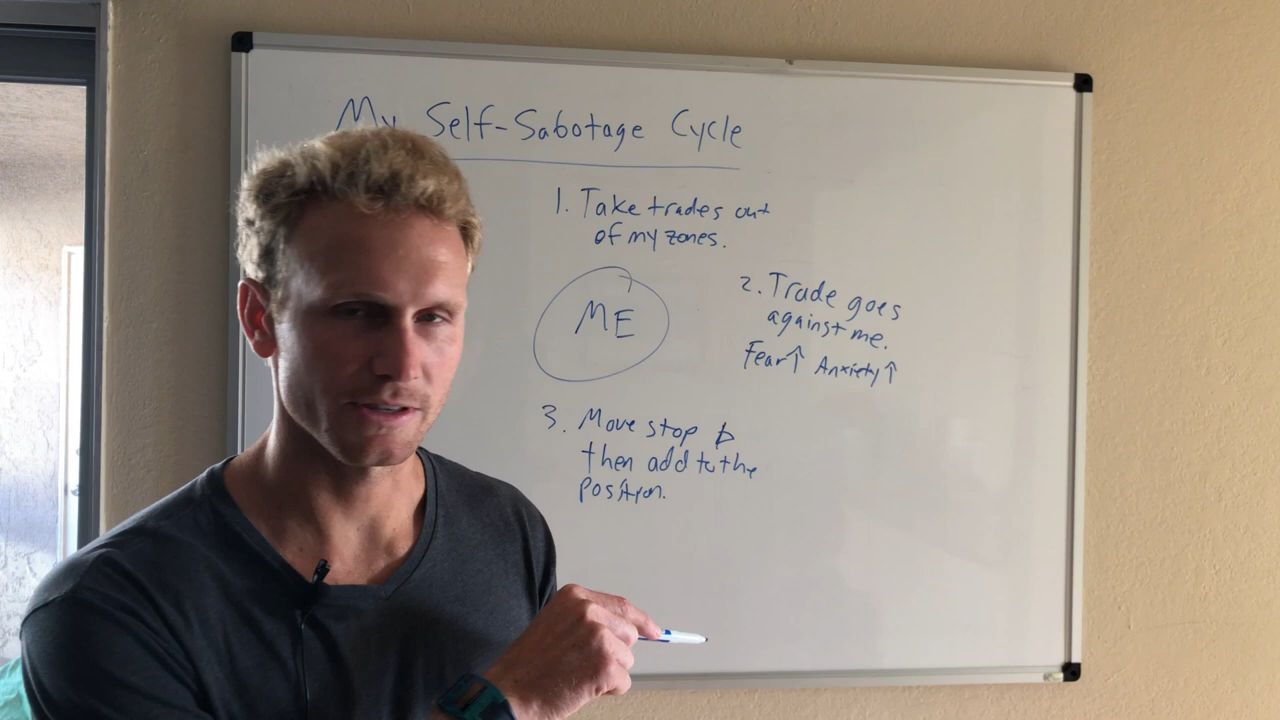 My Self-Sabotage Cycle
1. Take trades out
of my zones.
ME
2. Trade goes
against me.
Fear↑ Anxiety↑
3. Move stop &
then add to the
position.